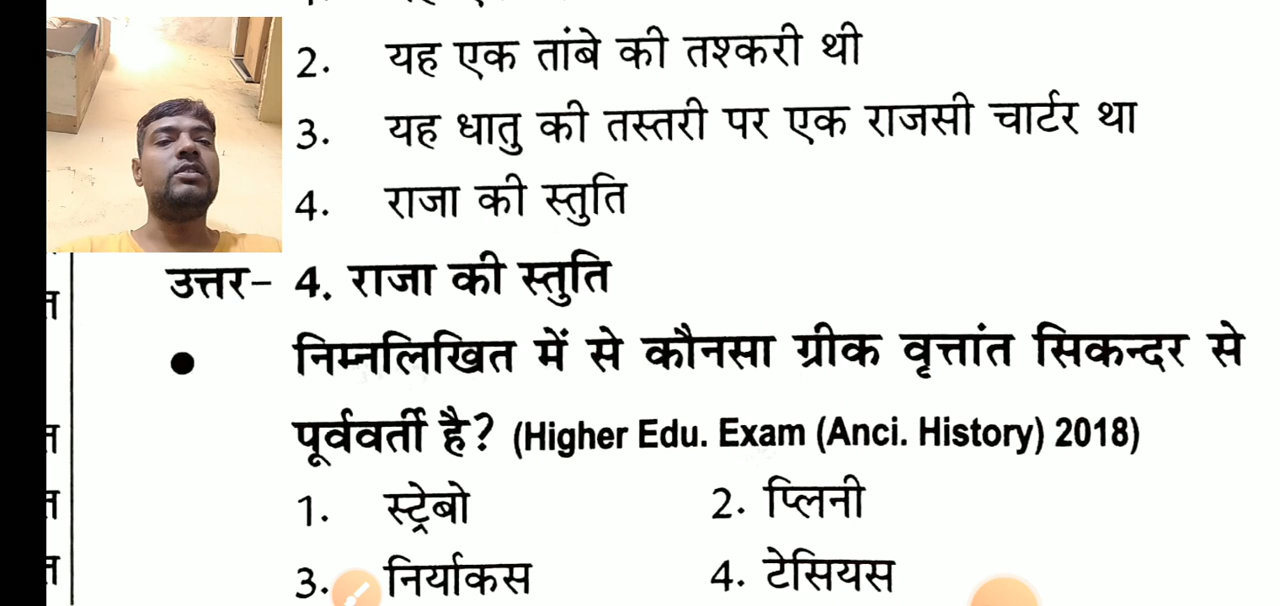 2. यह एक तांबे की तश्करी थी
3. यह धातु की तस्तरी पर एक राजसी चार्टर था
4. राजा की स्तुति
उत्तर– 4. राजा की स्तुति
● निम्नलिखित में से कौनसा ग्रीक वृत्तांत सिकन्दर से
पूर्ववर्ती है? (Higher Edu. Exam (Anci. History) 2018)
1. स्ट्रेबो 2. प्लिनी
3. निर्याकस 4. टेसियस